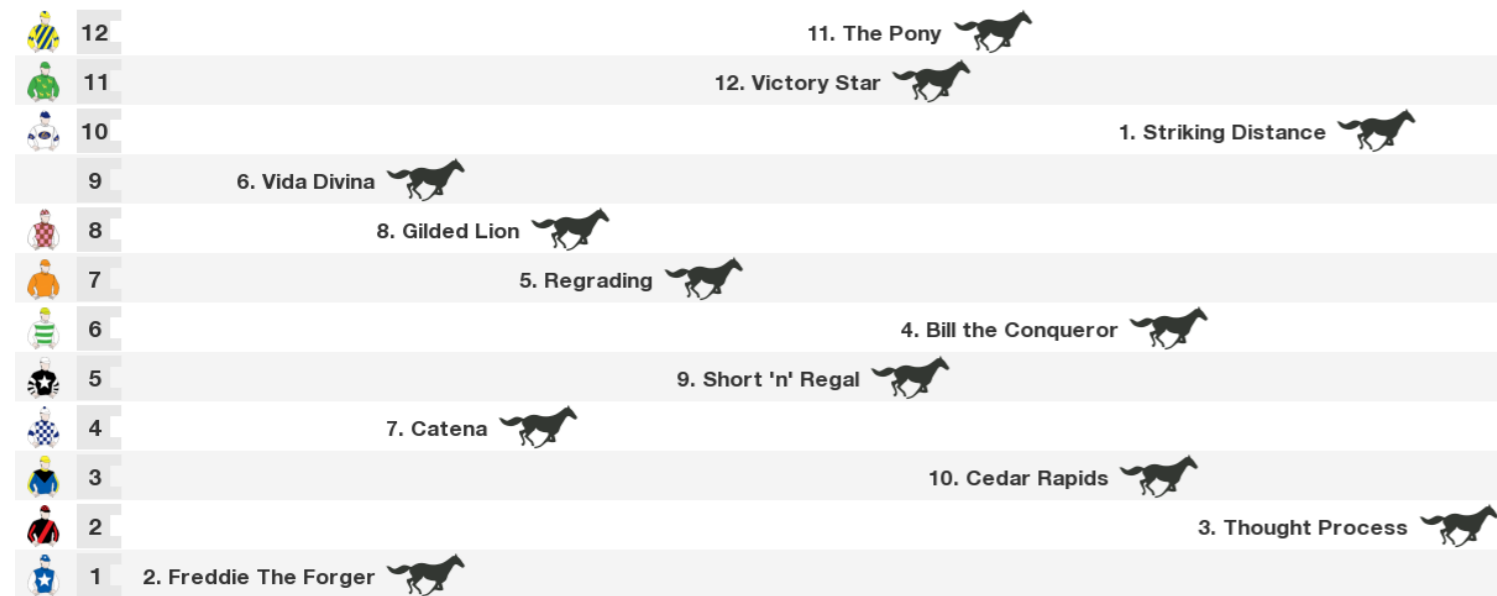 12 11. The Pony
11 12. Victory Star
10 1. Striking Distance
9 6. Vida Divina
8 8. Gilded Lion
7 5. Regrading
6 4. Bill the Conqueror
5 9. Short 'n' Regal
4 7. Catena
3 10. Cedar Rapids
2 3. Thought Process
1 2. Freddie The Forger